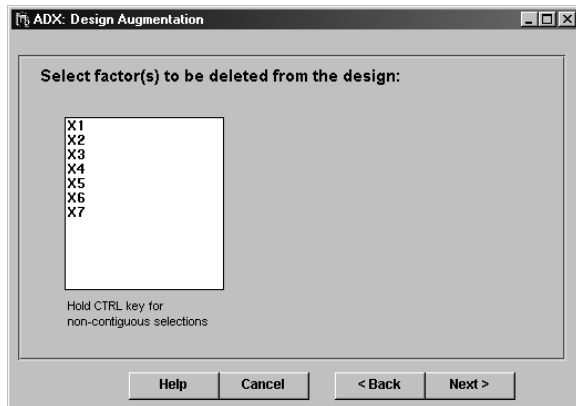 ADX: Design Augmentation
Select factor(s) to be deleted from the design:
X1
X2
X3
X4
X5
X6
X7
Hold CTRL key for
non-contiguous selections
Help Cancel < Back Next >